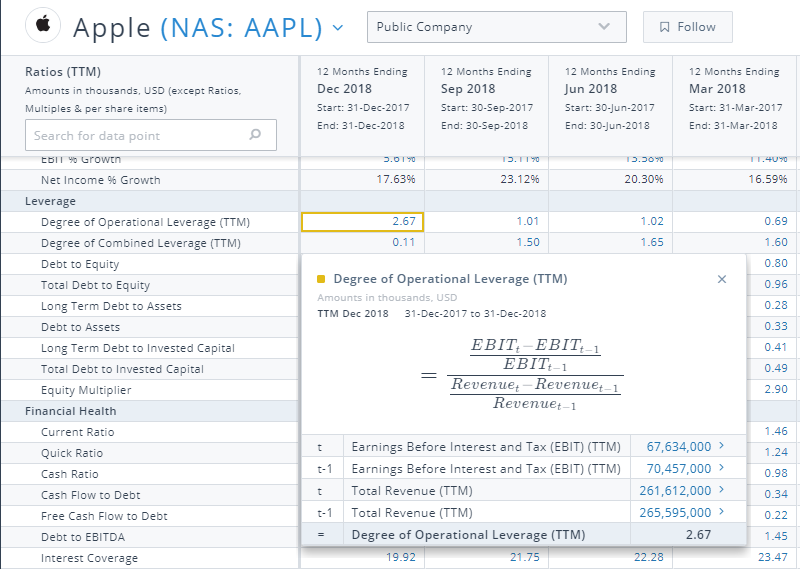 Apple (NAS: AAPL)
Public Company
Follow
Ratios (TTM)
Amounts in thousands, USD (except Ratios,
Multiples & per share items)
Search for data point
12 Months Ending 12 Months Ending 12 Months Ending 12 Months Ending
Dec 2018 Sep 2018 Jun 2018 Mar 2018
Start: 31-Dec-2017 Start: 30-Sep-2017 Start: 30-Jun-2017 Start: 31-Mar-2017
End: 31-Dec-2018 End: 30-Sep-2018 End: 30-Jun-2018 End: 31-Mar-2018
EBIT % Growth 5.61% 15.11% 13.58% 11.40%
Net Income % Growth 17.63% 23.12% 20.30% 16.59%
Leverage
Degree of Operational Leverage (TTM) 2.67 1.01 1.02 0.69
Degree of Combined Leverage (TTM) 0.11 1.50 1.65 1.60
Debt to Equity 0.80
Total Debt to Equity 0.96
Long Term Debt to Assets 0.28
Debt to Assets 0.33
Long Term Debt to Invested Capital 0.41
Total Debt to Invested Capital 0.49
Equity Multiplier 2.90
Financial Health
Current Ratio 1.46
Quick Ratio 1.24
Cash Ratio 0.98
Cash Flow to Debt 0.34
Free Cash Flow to Debt 0.22
Debt to EBITDA 1.45
Interest Coverage 19.92 21.75 22.28 23.47
Degree of Operational Leverage (TTM) ×
Amounts in thousands, USD
TTM Dec 2018 31-Dec-2017 to 31-Dec-2018
EBITt−EBITt−1
EBITt−1
=
Revenuet−Revenuet−1
Revenuet−1
t Earnings Before Interest and Tax (EBIT) (TTM) 67,634,000 >
t-1 Earnings Before Interest and Tax (EBIT) (TTM) 70,457,000 >
t Total Revenue (TTM) 261,612,000 >
t-1 Total Revenue (TTM) 265,595,000 >
= Degree of Operational Leverage (TTM) 2.67